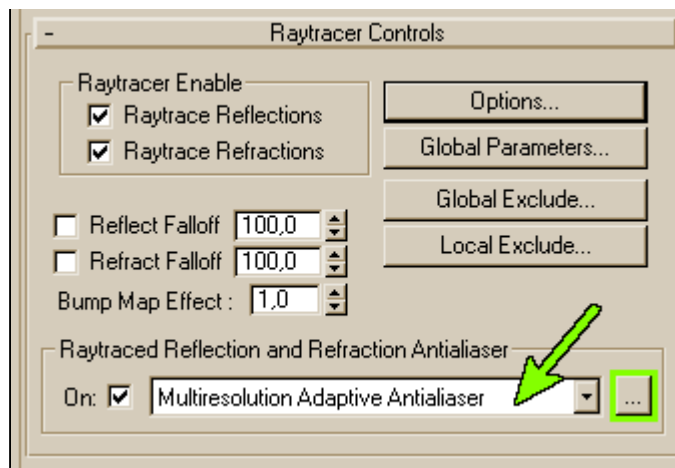 - Raytracer Controls
Raytracer Enable
Raytrace Reflections
Raytrace Refractions
Options...
Global Parameters...
Global Exclude...
Local Exclude...
Reflect Falloff 100,0
Refract Falloff 100,0
Bump Map Effect : 1,0
Raytraced Reflection and Refraction Antialiaser
On: Multiresolution Adaptive Antialiaser ...